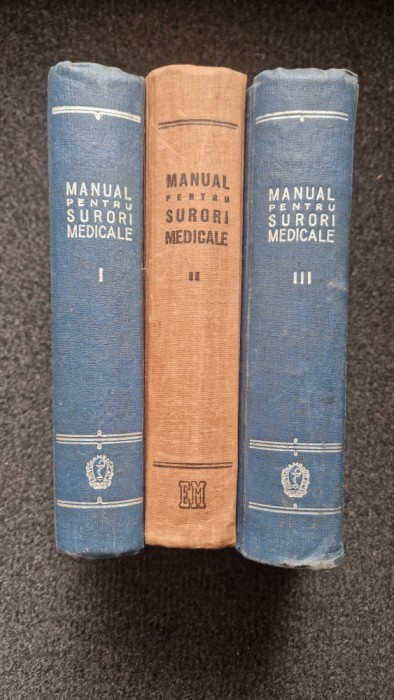 MANUAL
PENTRU
SURORI
MEDICALE
I
MANUAL
PENTRU
SURORI
MEDICALE
II
EM
MANUAL
PENTRU
SURORI
MEDICALE
III